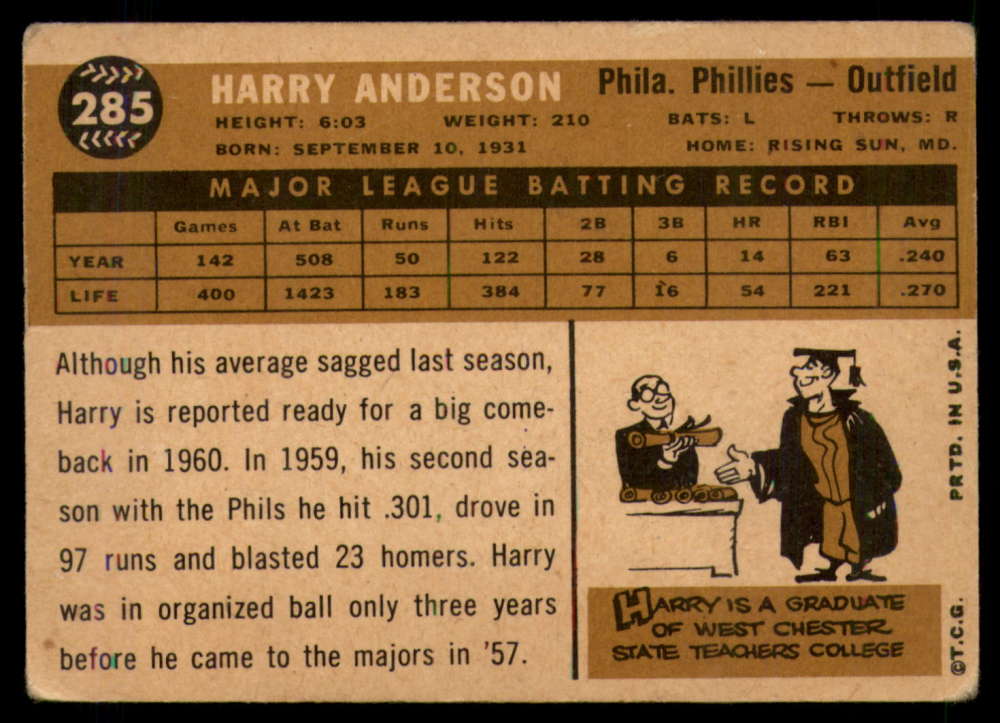 285
HARRY ANDERSON Phila. Phillies — Outfield
HEIGHT: 6:03 WEIGHT: 210 BATS: L THROWS: R
BORN: SEPTEMBER 10, 1931 HOME: RISING SUN, MD.
MAJOR LEAGUE BATTING RECORD
Games At Bat Runs Hits 2B 3B HR RBI Avg
YEAR 142 508 50 122 28 6 14 63 .240
LIFE 400 1423 183 384 77 16 54 221 .270
Although his average sagged last season,
Harry is reported ready for a big come-
back in 1960. In 1959, his second sea-
son with the Phils he hit .301, drove in
97 runs and blasted 23 homers. Harry
was in organized ball only three years
before he came to the majors in '57.
HARRY IS A GRADUATE
OF WEST CHESTER
STATE TEACHERS COLLEGE
©T.C.G. PRTD. IN U.S.A.